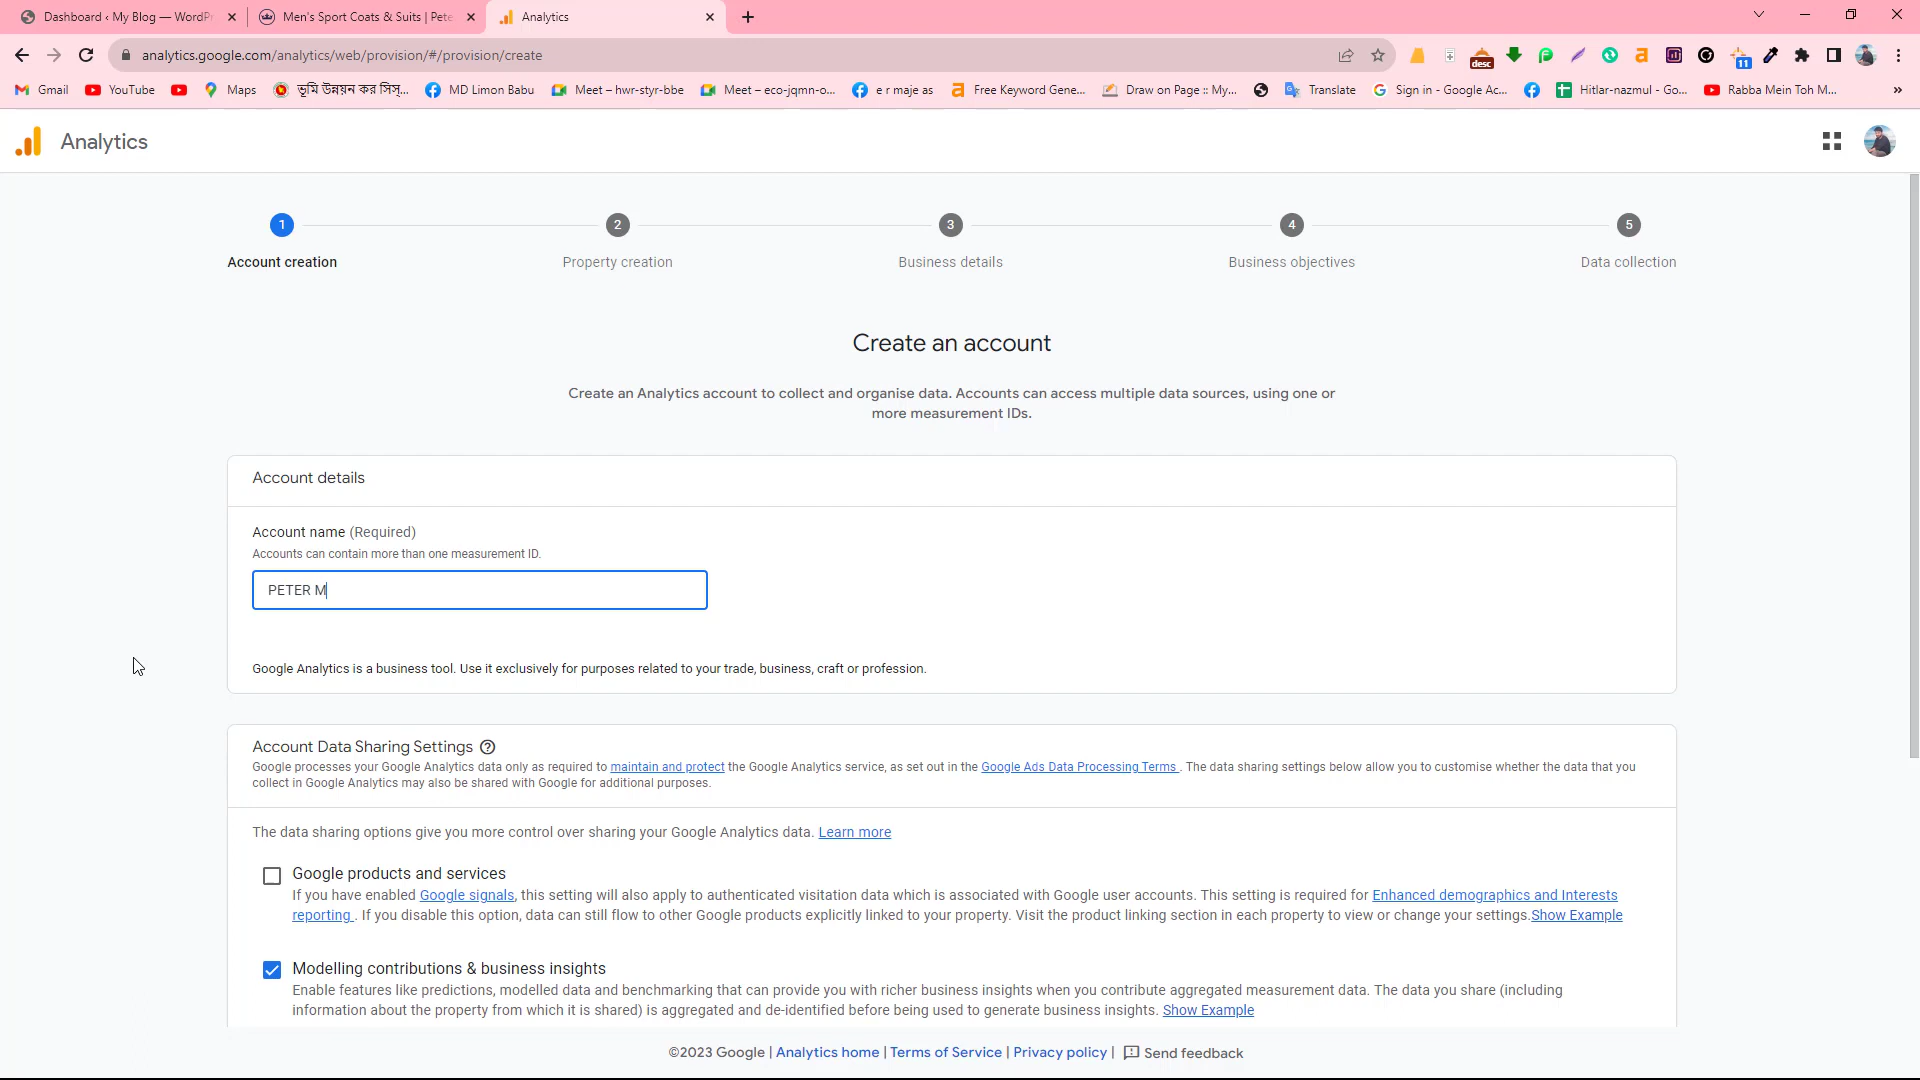 Dashboard ‹ My Blog — WordPr
Men's Sport Coats & Suits | Pete
Analytics
analytics.google.com/analytics/web/provision/#/provision/create
desc
11
Gmail
YouTube
Maps
ভূমি উন্নয়ন কর সিস্...
MD Limon Babu
Meet – hwr-styr-bbe
Meet – eco-jqmn-o...
e r maje as
Free Keyword Gene...
Draw on Page :: My...
Translate
Sign in - Google Ac...
Hitlar-nazmul - Go...
Rabba Mein Toh M...
»
Analytics
1
2
3
4
5
Account creation
Property creation
Business details
Business objectives
Data collection
Create an account
Create an Analytics account to collect and organise data. Accounts can access multiple data sources, using one or
more measurement IDs.
Account details
Account name (Required)
Accounts can contain more than one measurement ID.
PETER M
Google Analytics is a business tool. Use it exclusively for purposes related to your trade, business, craft or profession.
Account Data Sharing Settings
Google processes your Google Analytics data only as required to maintain and protect the Google Analytics service, as set out in the Google Ads Data Processing Terms . The data sharing settings below allow you to customise whether the data that you
collect in Google Analytics may also be shared with Google for additional purposes.
The data sharing options give you more control over sharing your Google Analytics data. Learn more
Google products and services
If you have enabled Google signals, this setting will also apply to authenticated visitation data which is associated with Google user accounts. This setting is required for Enhanced demographics and Interests
reporting . If you disable this option, data can still flow to other Google products explicitly linked to your property. Visit the product linking section in each property to view or change your settings.Show Example
Modelling contributions & business insights
Enable features like predictions, modelled data and benchmarking that can provide you with richer business insights when you contribute aggregated measurement data. The data you share (including
information about the property from which it is shared) is aggregated and de-identified before being used to generate business insights. Show Example
©2023 Google | Analytics home | Terms of Service | Privacy policy | Send feedback